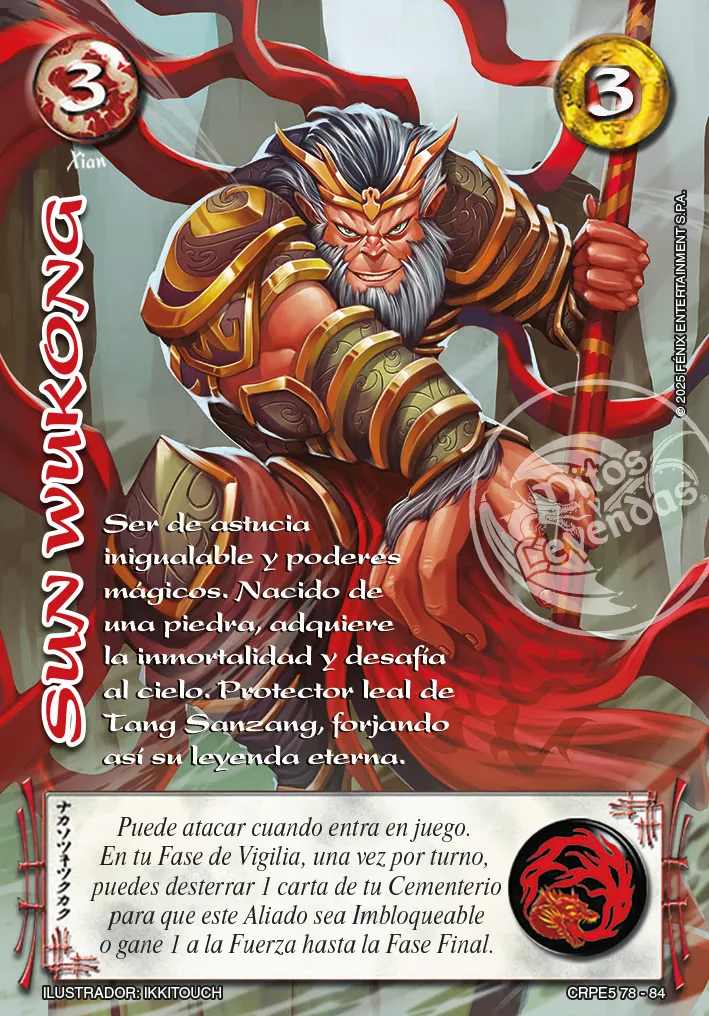 3
3
Xian
SUN WUKONG
© 2025 FÉNIX ENTERTAINMENT S.P.A.
Mitos
y
Leyendas
Ser de astucia
inigualable y poderes
mágicos. Nacido de
una piedra, adquiere
la inmortalidad y desafía
al cielo. Protector leal de
Tang Sanzang, forjando
así su leyenda eterna.
ナカソツネツクカク
Puede atacar cuando entra en juego.
En tu Fase de Vigilia, una vez por turno,
puedes desterrar 1 carta de tu Cementerio
para que este Aliado sea Imbloqueable
o gane 1 a la Fuerza hasta la Fase Final.
ILUSTRADOR: IKKITOUCH
CRPE5 78 - 84